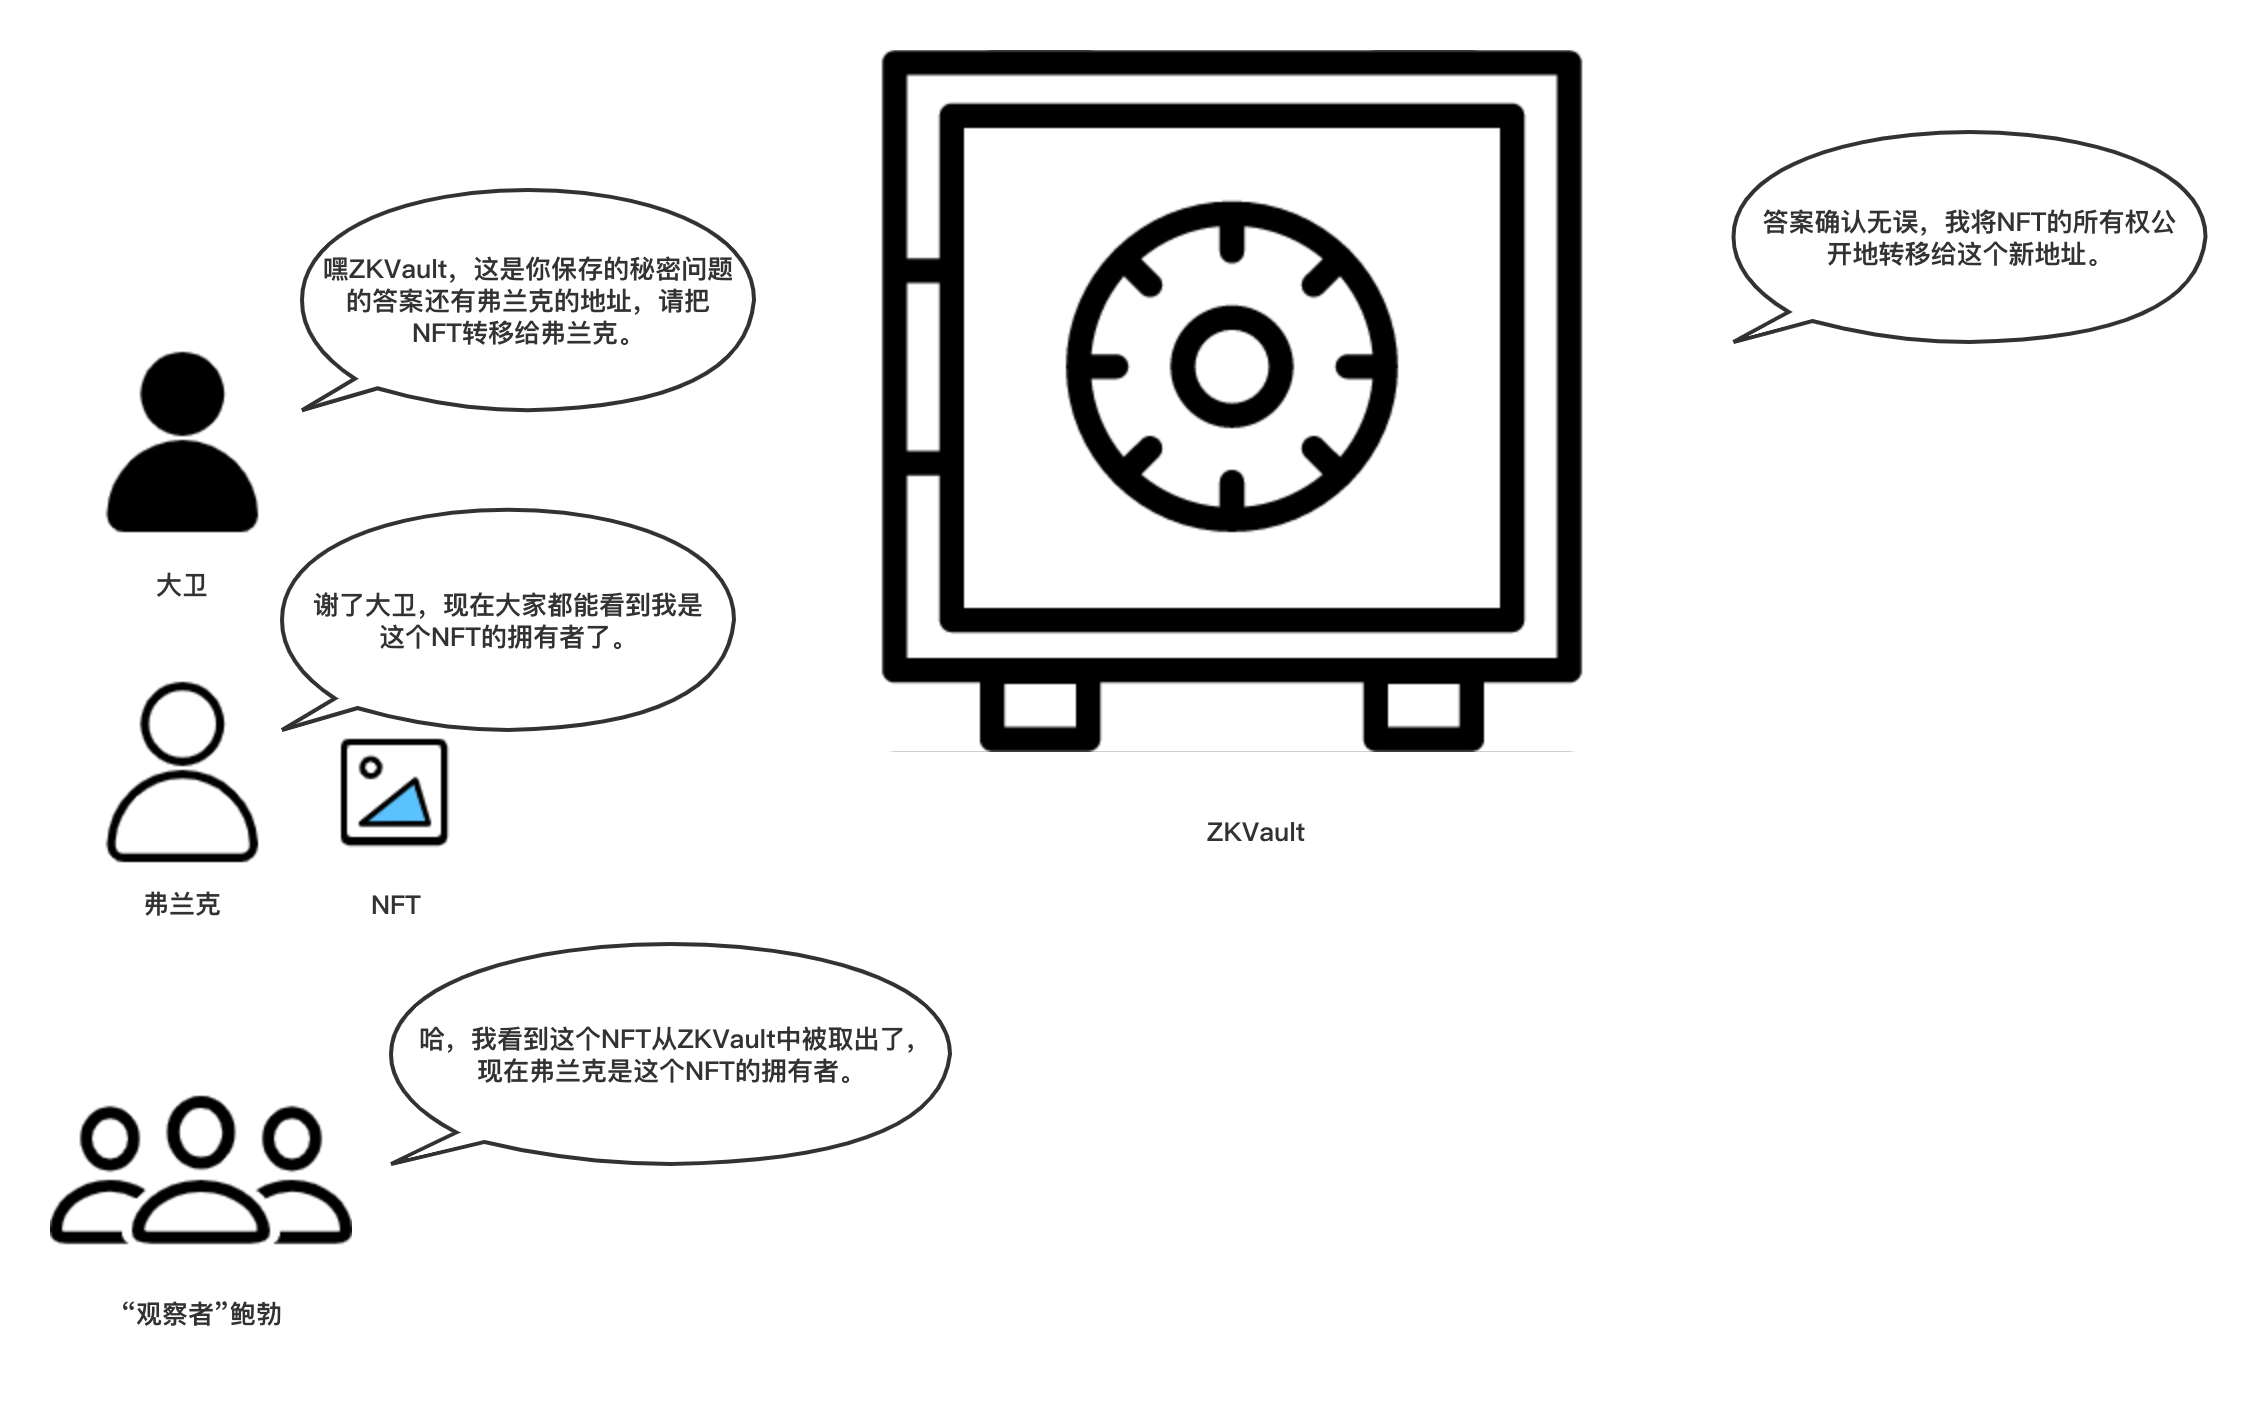 嘿ZKVault，这是你保存的秘密问题
的答案还有弗兰克的地址，请把
NFT转移给弗兰克。
大卫
谢了大卫，现在大家都能看到我是
这个NFT的拥有者了。
弗兰克
NFT
ZKVault
答案确认无误，我将NFT的所有权公
开地转移给这个新地址。
哈，我看到这个NFT从ZKVault中被取出了，
现在弗兰克是这个NFT的拥有者。
“观察者”鲍勃